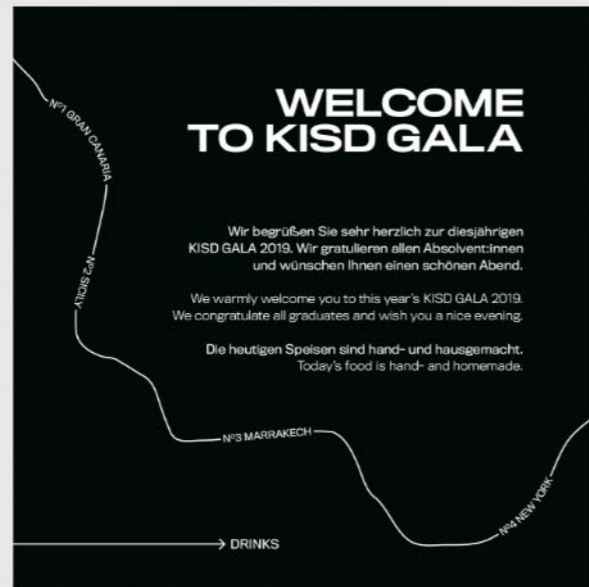 WELCOME
TO KISD GALA
Nº1 GRAN CANARIA
Nº2 SICILY
Wir begrüßen Sie sehr herzlich zur diesjährigen
KISD GALA 2019. Wir gratulieren allen Absolvent:innen
und wünschen Ihnen einen schönen Abend.
We warmly welcome you to this year's KISD GALA 2019.
We congratulate all graduates and wish you a nice evening.
Die heutigen Speisen sind hand- und hausgemacht.
Today's food is hand- and homemade.
Nº3 MARRAKECH
Nº4 NEW YORK
DRINKS